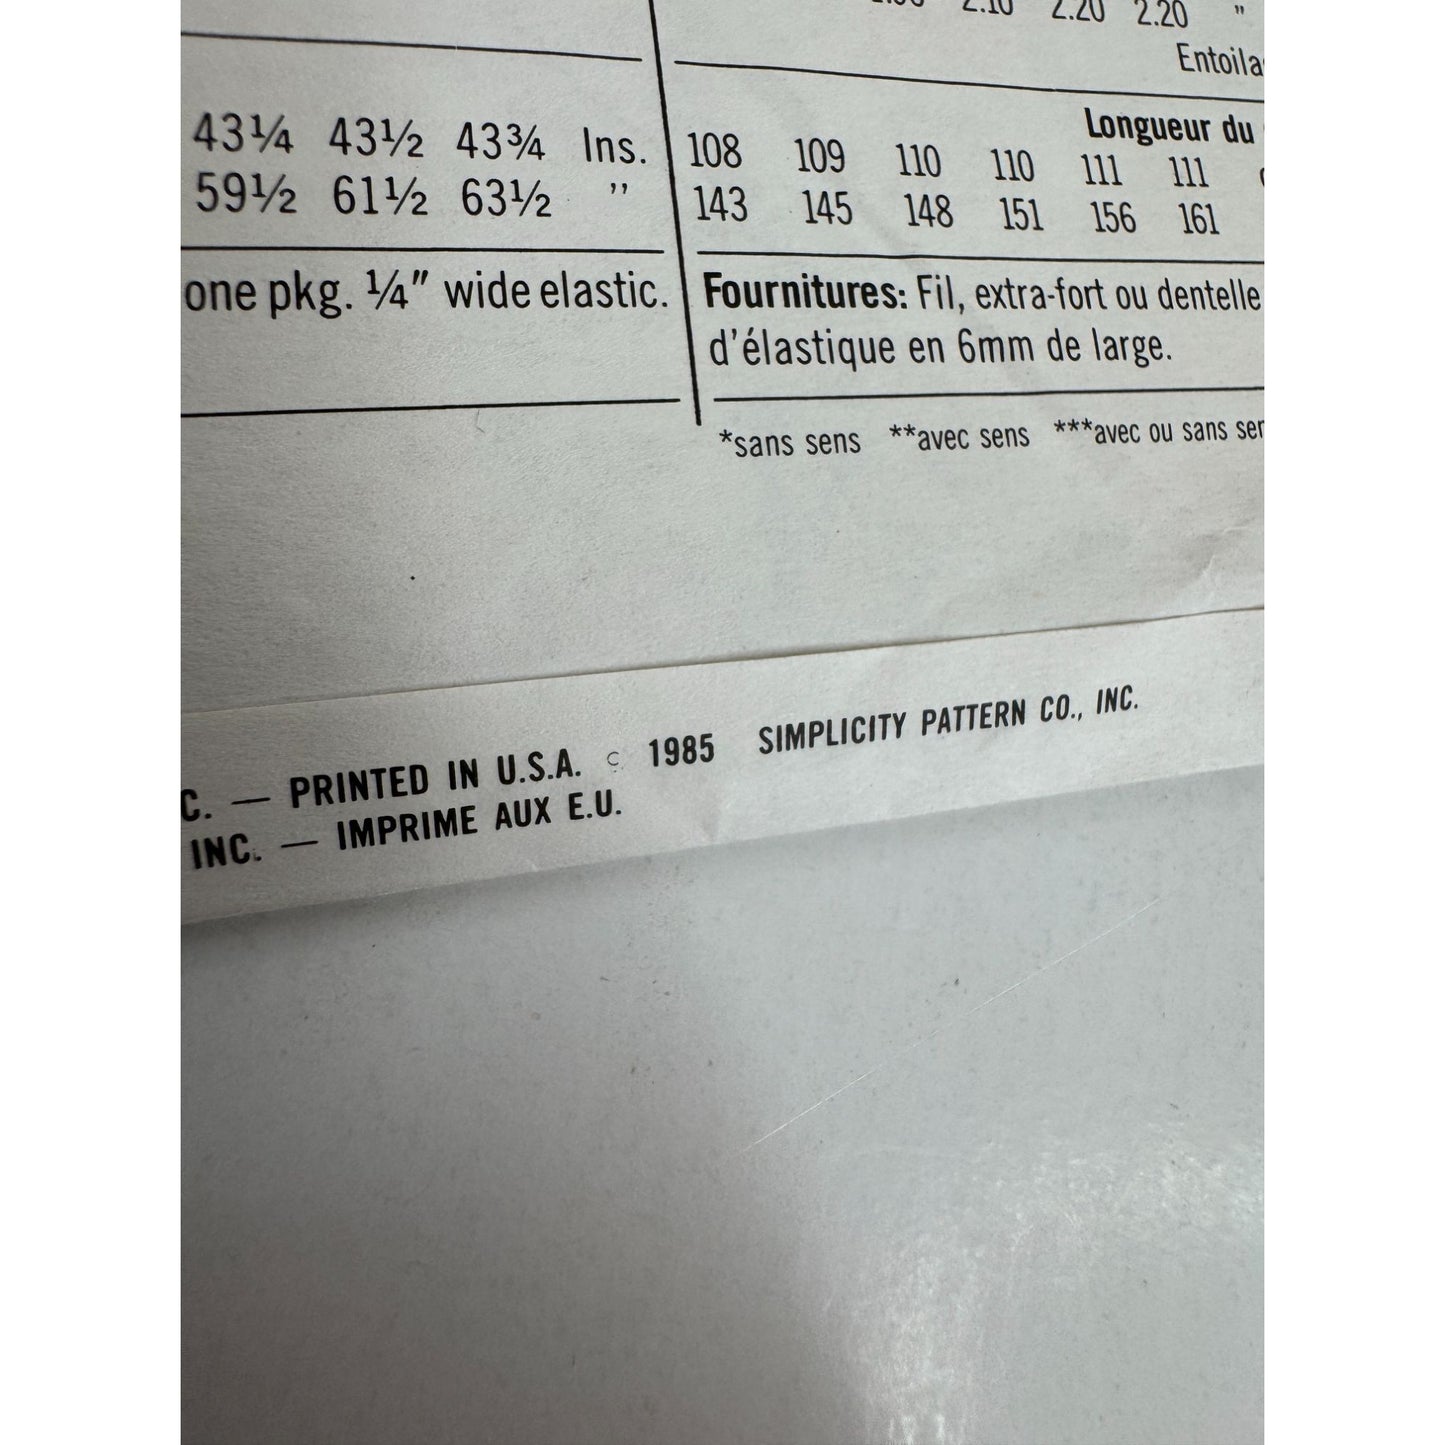 2.10 2.20 2.20 "
43¼ 43½ 43¾ Ins.
59½ 61½ 63½ "
one pkg. ¼" wide elastic.
Longueur du
108 109 110 110 111 111
143 145 148 151 156 161
Fournitures: Fil, extra-fort ou dentelle
d'élastique en 6mm de large.
*sans sens **avec sens ***avec ou sans
C. — PRINTED IN U.S.A. © 1985 SIMPLICITY PATTERN CO., INC.
INC. — IMPRIME AUX E.U.